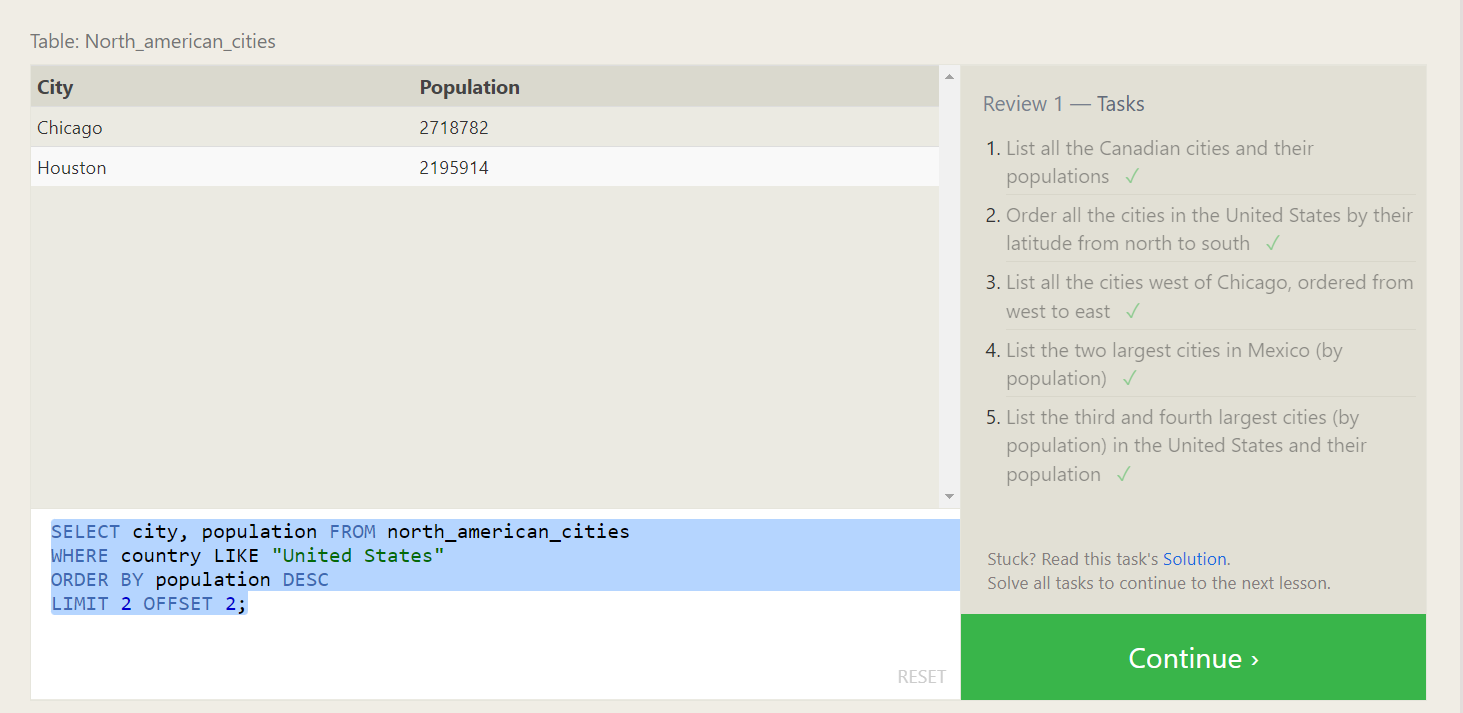 Table: North_american_cities
City Population
Chicago 2718782
Houston 2195914
SELECT city, population FROM north_american_cities
WHERE country LIKE "United States"
ORDER BY population DESC
LIMIT 2 OFFSET 2;
RESET
Review 1 — Tasks
1. List all the Canadian cities and their
populations ✓
2. Order all the cities in the United States by their
latitude from north to south ✓
3. List all the cities west of Chicago, ordered from
west to east ✓
4. List the two largest cities in Mexico (by
population) ✓
5. List the third and fourth largest cities (by
population) in the United States and their
population ✓
Stuck? Read this task's Solution.
Solve all tasks to continue to the next lesson.
Continue ›